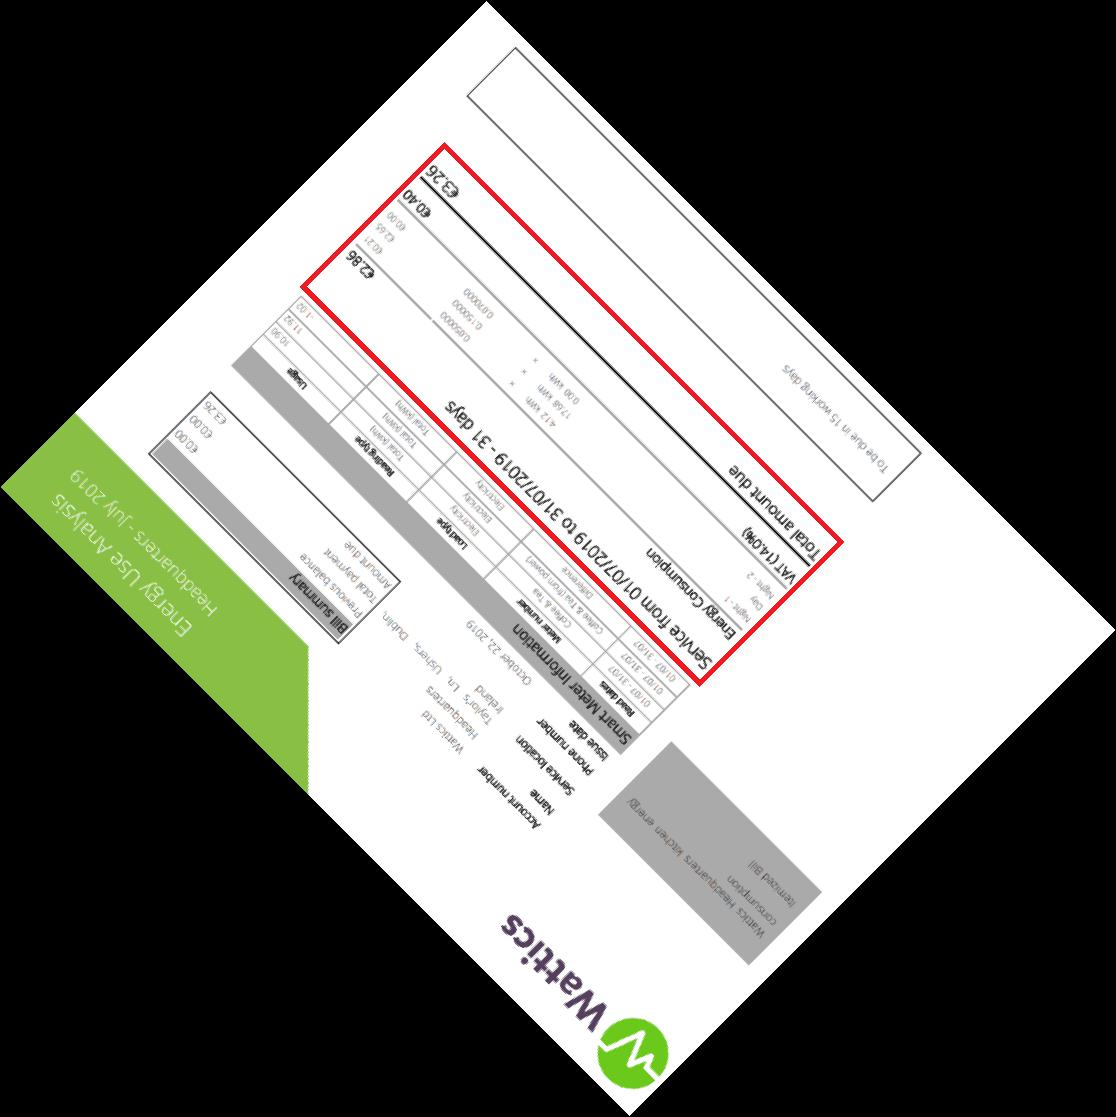 Wattics
Energy Use Analysis
Headquarters - July 2019
Wattics Headquarters kitchen energy
consumption
Itemized Bill
Account number Wattics Ltd
Name Headquarters
Service location Taylor's Ln, Ushers, Dublin,
Ireland
Phone number
Issue date October 22, 2019
Bill summary
Previous balance €0.00
Total payment €0.00
Amount due €3.26
Smart Meter Information
Read dates Meter number Load type Reading type Usage
01/07 - 31/07 Coffee & Tea Electricity Total (kWh) 10.90
01/07 - 31/07 Coffee & Tea (from power) Electricity Total (kWh) 11.92
01/07 - 31/07 Difference Electricity Total (kWh) -1.02
Service from 01/07/2019 to 31/07/2019 - 31 days
Energy Consumption €2.86
Night - 1 4.12 kWh × 0.050000 €0.21
Day 17.68 kWh × 0.150000 €2.65
Night - 2 0.00 kWh × 0.070000 €0.00
VAT (14.0%) €0.40
Total amount due €3.26
Total amount due
To be due in 15 working days